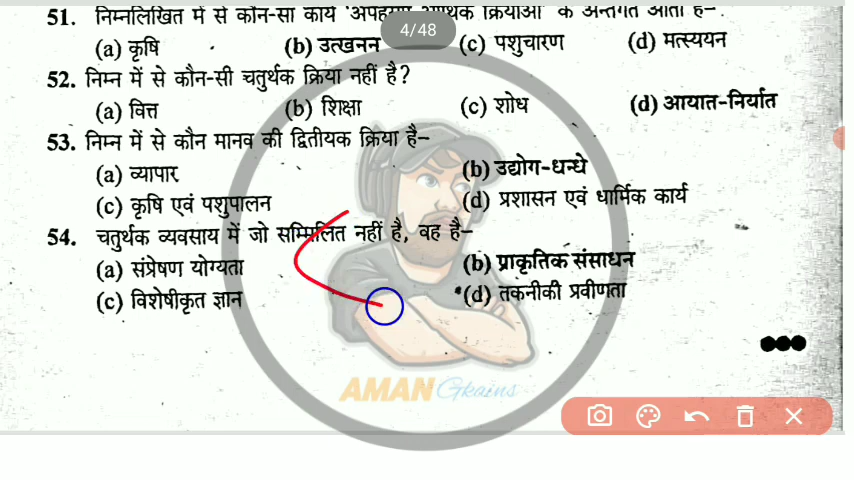 51. निम्नलिखित में से कौन-सा कार्य 'अपहरण आर्थिक क्रियाओं' के अन्तर्गत आता है-
4/48
(a) कृषि (b) उत्खनन (c) पशुचारण (d) मत्स्ययन
52. निम्न में से कौन-सी चतुर्थक क्रिया नहीं है?
(a) वित्त (b) शिक्षा (c) शोध (d) आयात-निर्यात
53. निम्न में से कौन मानव की द्वितीयक क्रिया है-
(a) व्यापार (b) उद्योग-धन्धे
(c) कृषि एवं पशुपालन (d) प्रशासन एवं धार्मिक कार्य
54. चतुर्थक व्यवसाय में जो सम्मिलित नहीं है, वह है-
(a) संप्रेषण योग्यता (b) प्राकृतिक संसाधन
(c) विशेषीकृत ज्ञान (d) तकनीकी प्रवीणता
AMAN Gkains